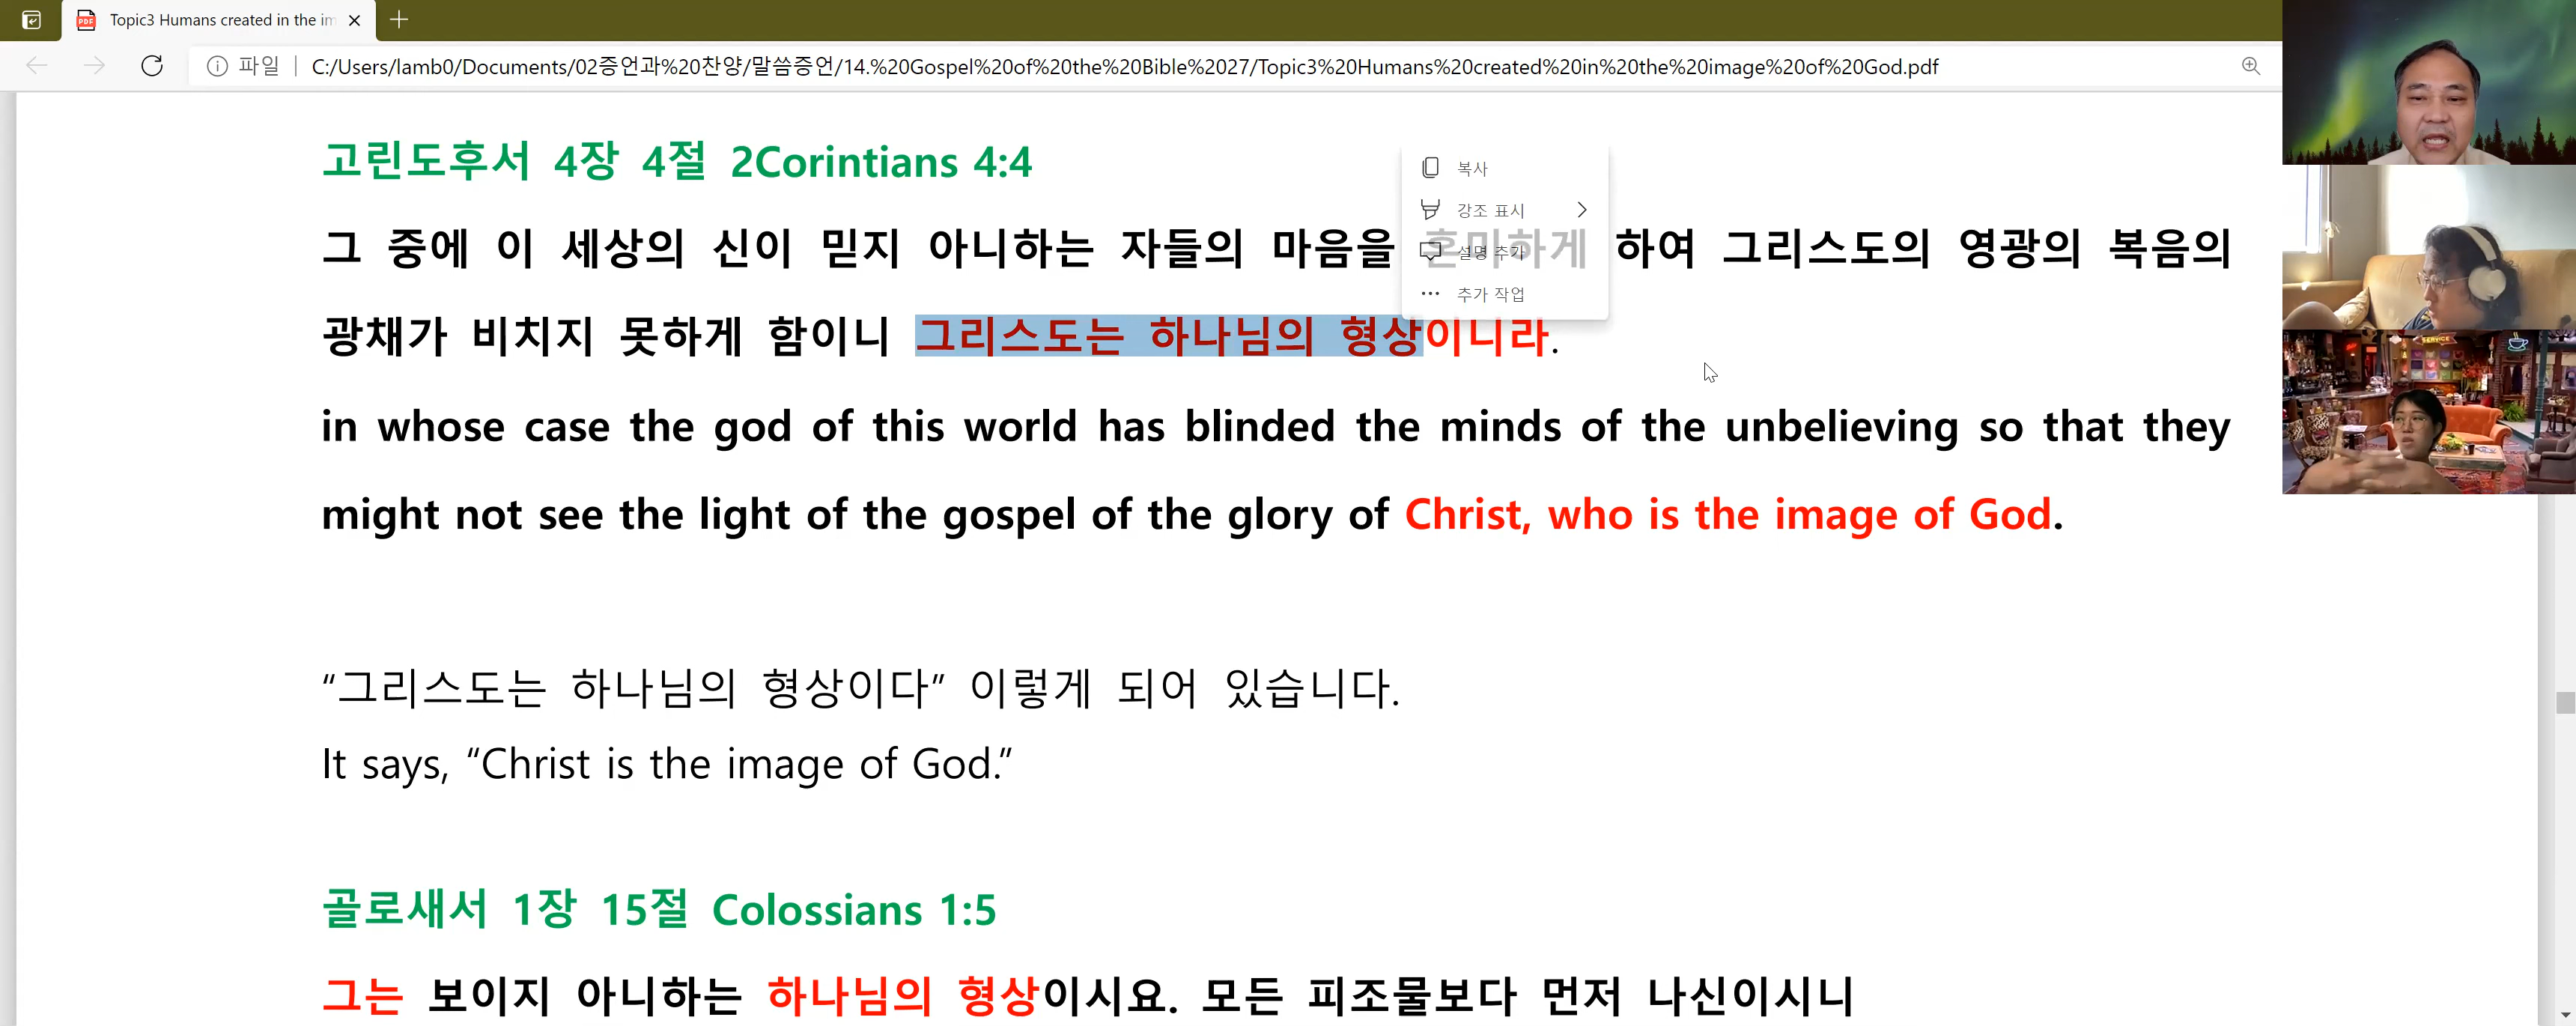 Topic3 Humans created in the im
파일
C:/Users/lamb0/Documents/02증언과%20찬양/말씀증언/14.%20Gospel%20of%20the%20Bible%2027/Topic3%20Humans%20created%20in%20the%20image%20of%20God.pdf
고린도후서 4장 4절 2Corintians 4:4
그 중에 이 세상의 신이 믿지 아니하는 자들의 마음을 혼미하게 하여 그리스도의 영광의 복음의
광채가 비치지 못하게 함이니 그리스도는 하나님의 형상이니라.
복사
강조 표시
설명 추가
추가 작업
in whose case the god of this world has blinded the minds of the unbelieving so that they
might not see the light of the gospel of the glory of Christ, who is the image of God.
“그리스도는 하나님의 형상이다” 이렇게 되어 있습니다.
It says, “Christ is the image of God.”
골로새서 1장 15절 Colossians 1:5
그는 보이지 아니하는 하나님의 형상이시요. 모든 피조물보다 먼저 나신이시니
SERVICE